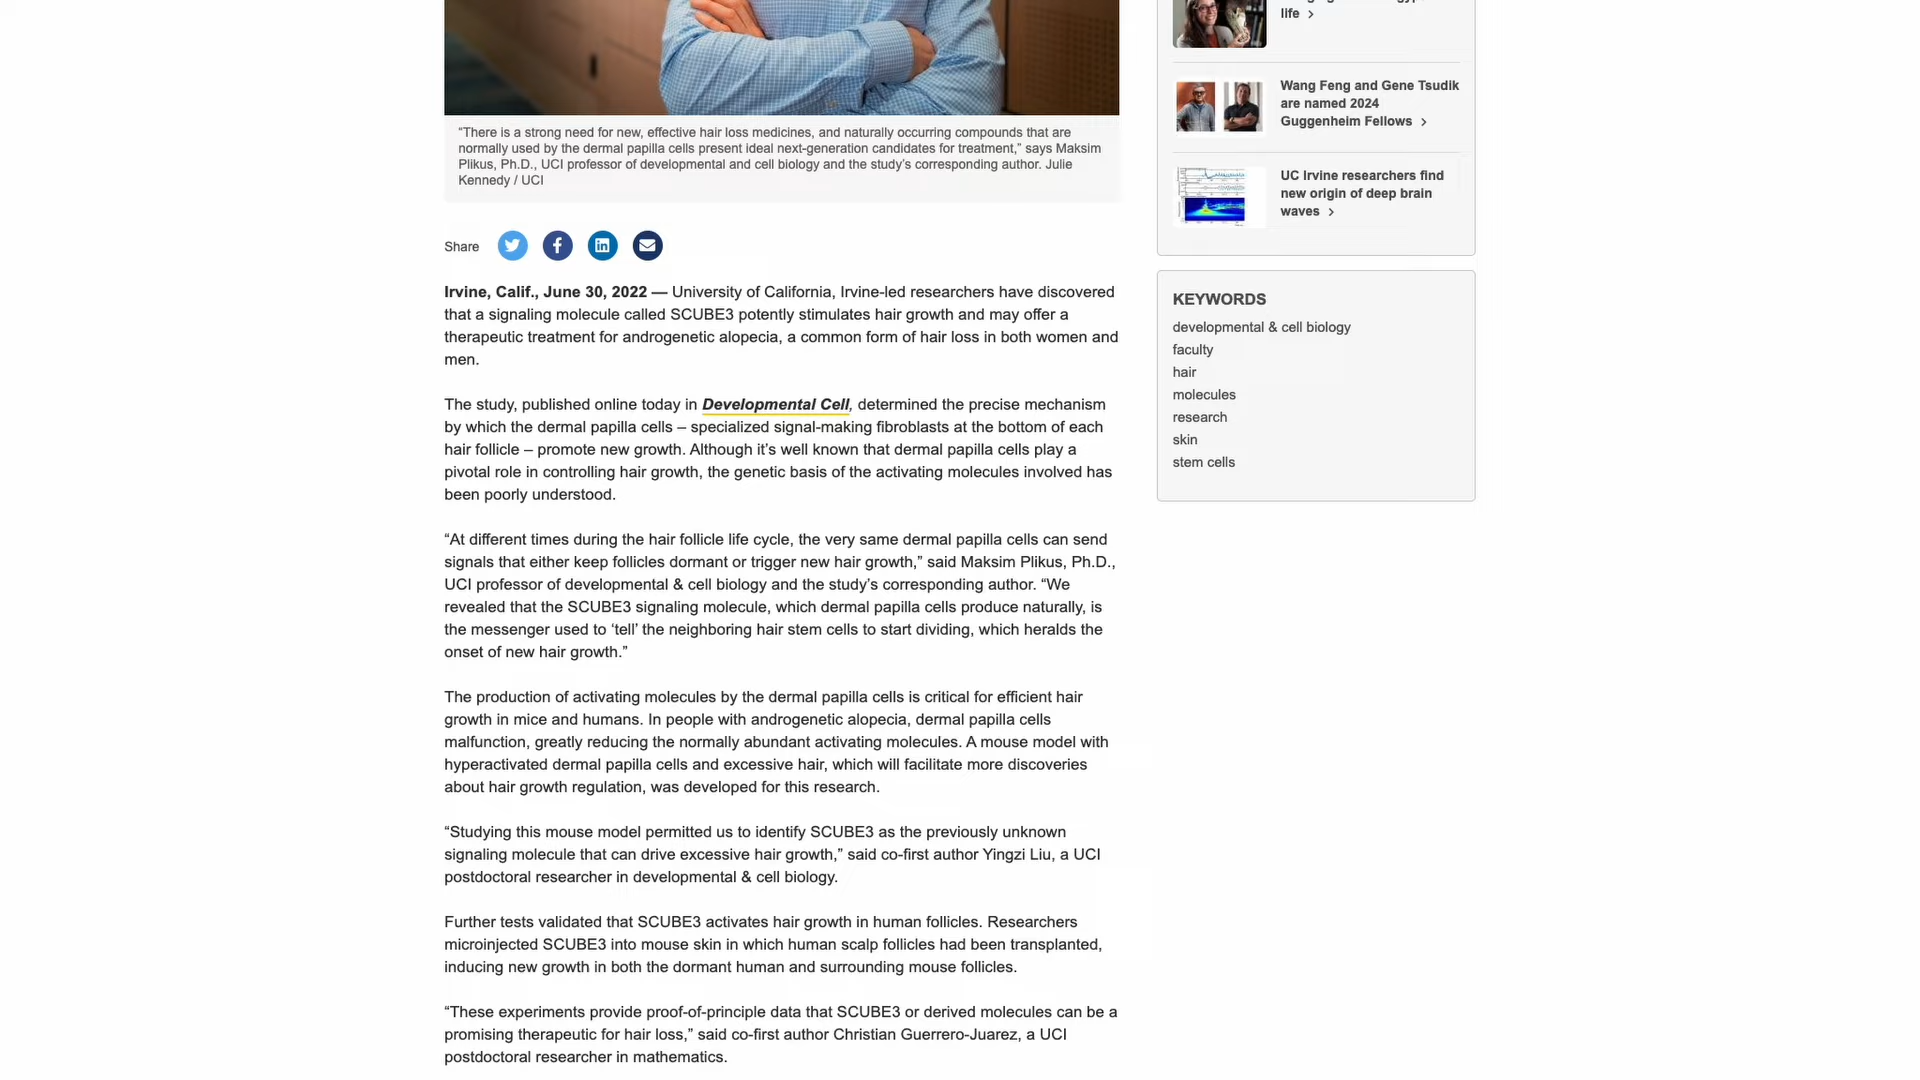 “There is a strong need for new, effective hair loss medicines, and naturally occurring compounds that are
normally used by the dermal papilla cells present ideal next-generation candidates for treatment,” says Maksim
Plikus, Ph.D., UCI professor of developmental and cell biology and the study’s corresponding author. Julie
Kennedy / UCI
Share
Irvine, Calif., June 30, 2022 — University of California, Irvine-led researchers have discovered
that a signaling molecule called SCUBE3 potently stimulates hair growth and may offer a
therapeutic treatment for androgenetic alopecia, a common form of hair loss in both women and
men.
The study, published online today in Developmental Cell, determined the precise mechanism
by which the dermal papilla cells – specialized signal-making fibroblasts at the bottom of each
hair follicle – promote new growth. Although it’s well known that dermal papilla cells play a
pivotal role in controlling hair growth, the genetic basis of the activating molecules involved has
been poorly understood.
“At different times during the hair follicle life cycle, the very same dermal papilla cells can send
signals that either keep follicles dormant or trigger new hair growth,” said Maksim Plikus, Ph.D.,
UCI professor of developmental & cell biology and the study’s corresponding author. “We
revealed that the SCUBE3 signaling molecule, which dermal papilla cells produce naturally, is
the messenger used to ‘tell’ the neighboring hair stem cells to start dividing, which heralds the
onset of new hair growth.”
The production of activating molecules by the dermal papilla cells is critical for efficient hair
growth in mice and humans. In people with androgenetic alopecia, dermal papilla cells
malfunction, greatly reducing the normally abundant activating molecules. A mouse model with
hyperactivated dermal papilla cells and excessive hair, which will facilitate more discoveries
about hair growth regulation, was developed for this research.
“Studying this mouse model permitted us to identify SCUBE3 as the previously unknown
signaling molecule that can drive excessive hair growth,” said co-first author Yingzi Liu, a UCI
postdoctoral researcher in developmental & cell biology.
Further tests validated that SCUBE3 activates hair growth in human follicles. Researchers
microinjected SCUBE3 into mouse skin in which human scalp follicles had been transplanted,
inducing new growth in both the dormant human and surrounding mouse follicles.
“These experiments provide proof-of-principle data that SCUBE3 or derived molecules can be a
promising therapeutic for hair loss,” said co-first author Christian Guerrero-Juarez, a UCI
postdoctoral researcher in mathematics.
life
Wang Feng and Gene Tsudik
are named 2024
Guggenheim Fellows
UC Irvine researchers find
new origin of deep brain
waves
KEYWORDS
developmental & cell biology
faculty
hair
molecules
research
skin
stem cells